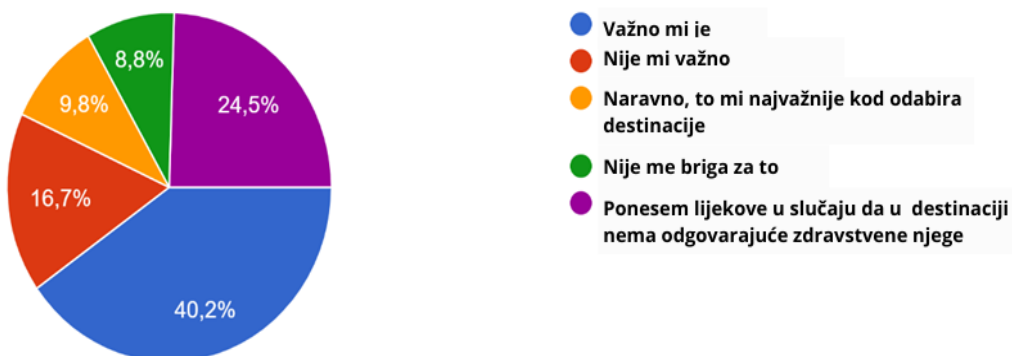 8,8%
24,5%
9,8%
16,7%
40,2%
Važno mi je
Nije mi važno
Naravno, to mi najvažnije kod odabira
destinacije
Nije me briga za to
Ponesem lijekove u slučaju da u destinaciji
nema odgovarajuće zdravstvene njege